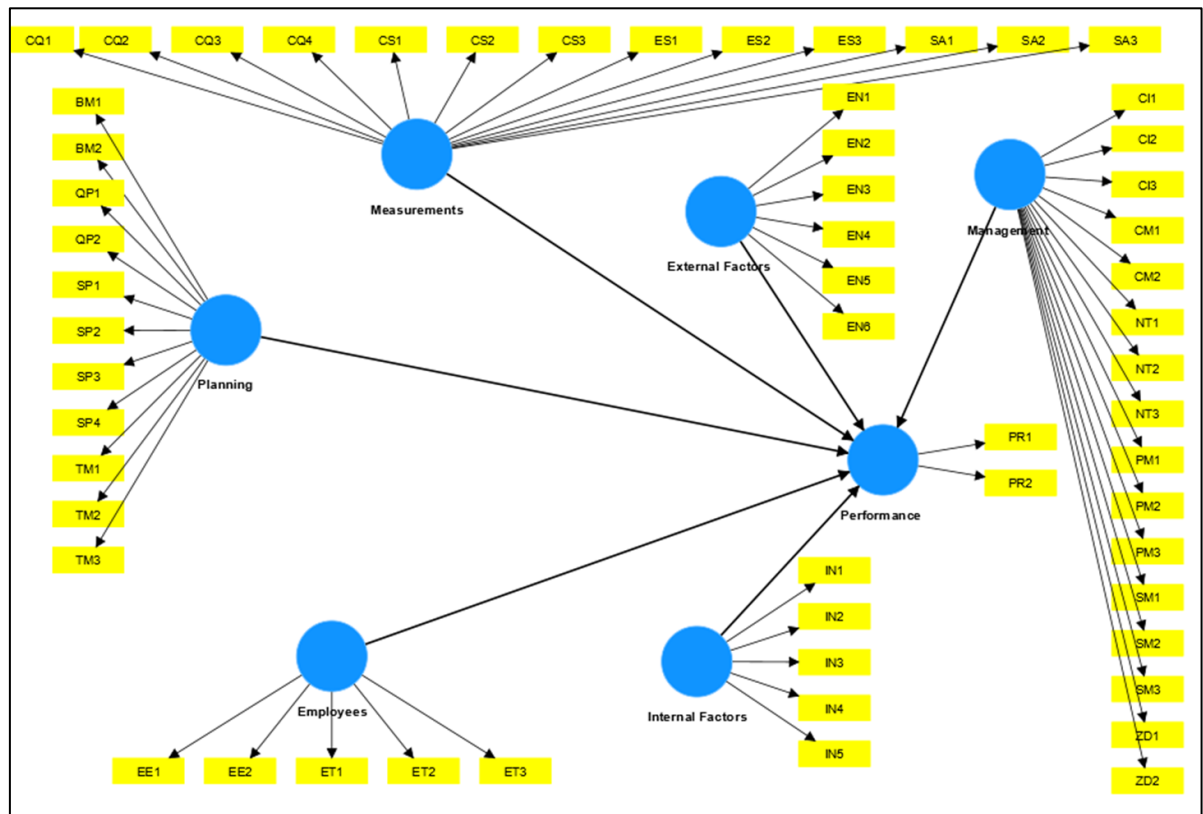 CQ1
CQ2
CQ3
CQ4
CS1
CS2
CS3
ES1
ES2
ES3
SA1
SA2
SA3
BM1
BM2
QP1
QP2
SP1
SP2
SP3
SP4
TM1
TM2
TM3
Planning
Measurements
EN1
EN2
EN3
EN4
EN5
EN6
External Factors
Management
CI1
CI2
CI3
CM1
CM2
NT1
NT2
NT3
PM1
PM2
PM3
SM1
SM2
SM3
ZD1
ZD2
PR1
PR2
Performance
IN1
IN2
IN3
IN4
IN5
Internal Factors
Employees
EE1
EE2
ET1
ET2
ET3